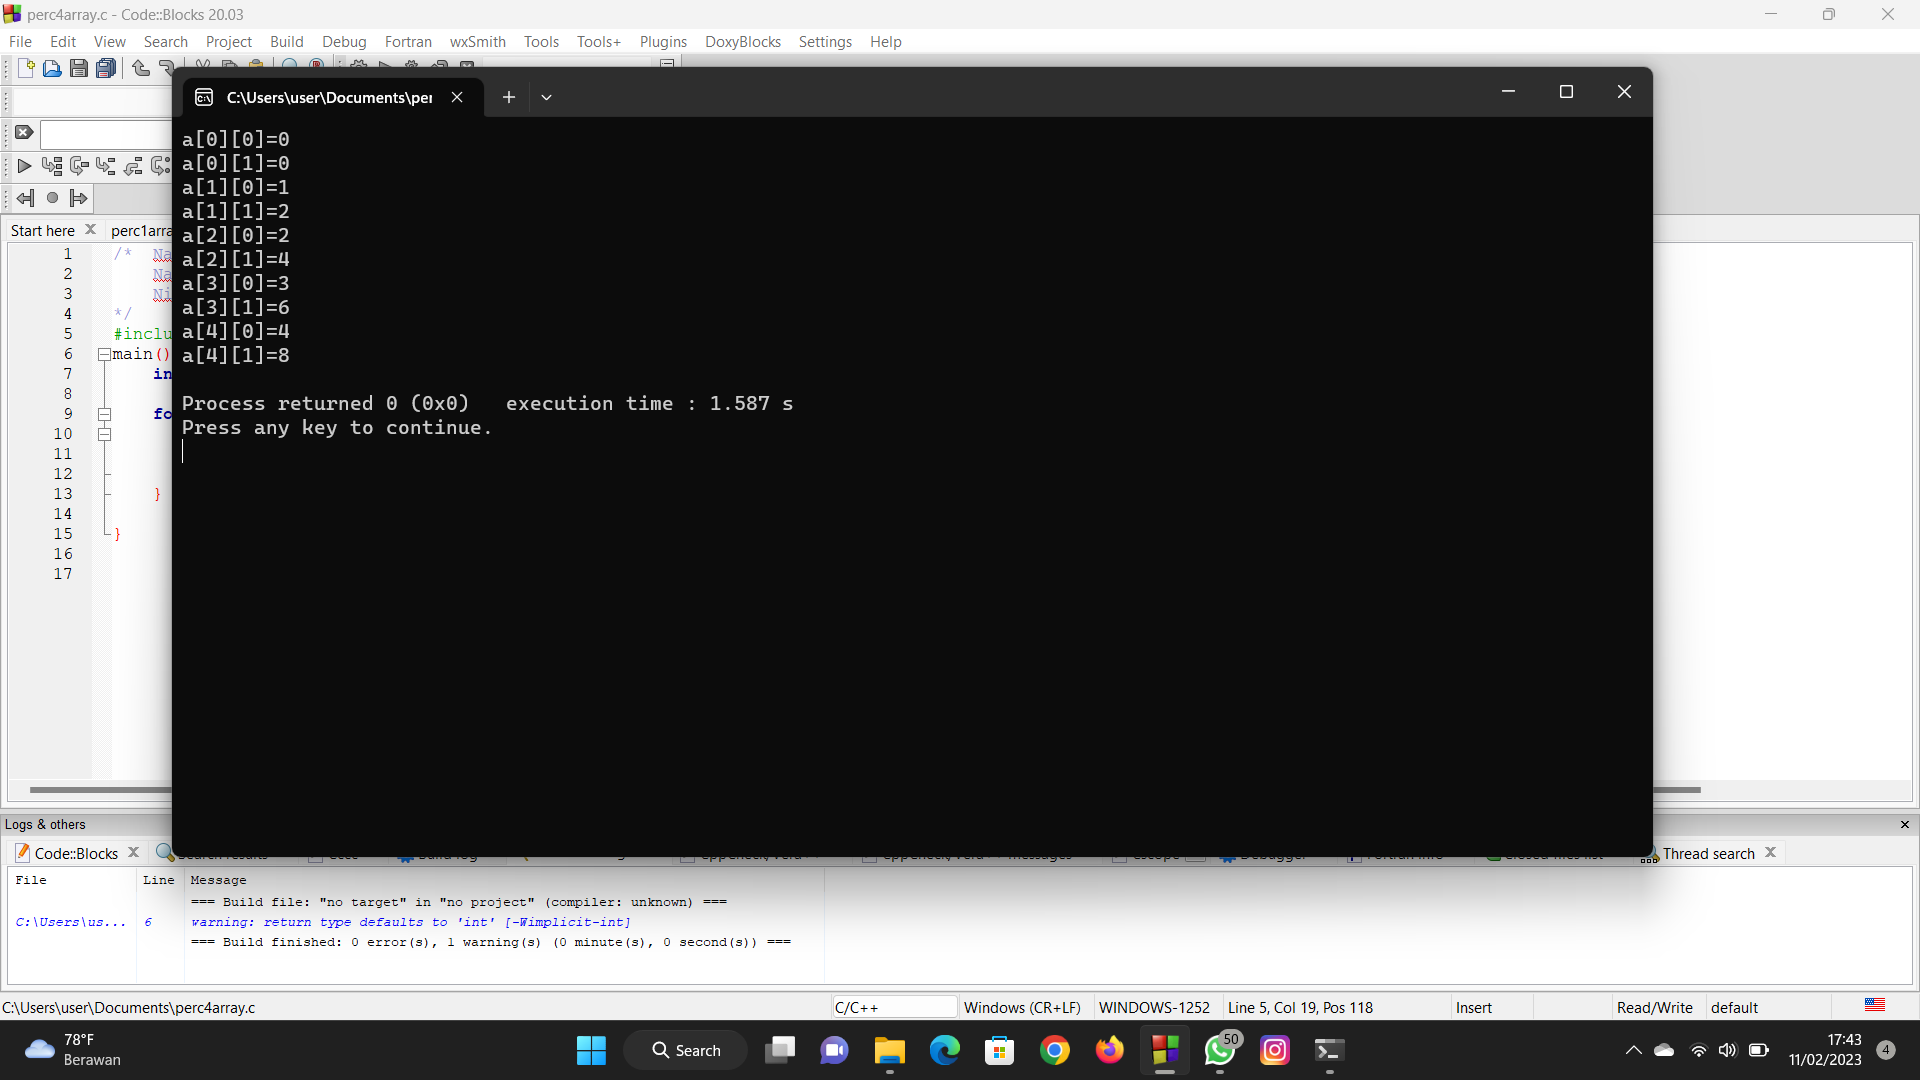 perc4array.c - Code::Blocks 20.03
File Edit View Search Project Build Debug Fortran wxSmith Tools Tools+ Plugins DoxyBlocks Settings Help
C:\Users\user\Documents\per
a[0][0]=0
a[0][1]=0
a[1][0]=1
a[1][1]=2
a[2][0]=2
a[2][1]=4
a[3][0]=3
a[3][1]=6
a[4][0]=4
a[4][1]=8
Process returned 0 (0x0)   execution time : 1.587 s
Press any key to continue.
Start here perc1arra
1 /* Na
2 Na
3 Ni
4 */
5 #inclu
6 main()
7 in
8
9 fo
10
11
12
13 }
14
15 }
16
17
Logs & others
Code::Blocks Thread search
File Line Message
=== Build file: "no target" in "no project" (compiler: unknown) ===
C:\Users\us... 6 warning: return type defaults to 'int' [-Wimplicit-int]
=== Build finished: 0 error(s), 1 warning(s) (0 minute(s), 0 second(s)) ===
C:\Users\user\Documents\perc4array.c C/C++ Windows (CR+LF) WINDOWS-1252 Line 5, Col 19, Pos 118 Insert Read/Write default
78°F
Berawan
Search
50
17:43
11/02/2023
4